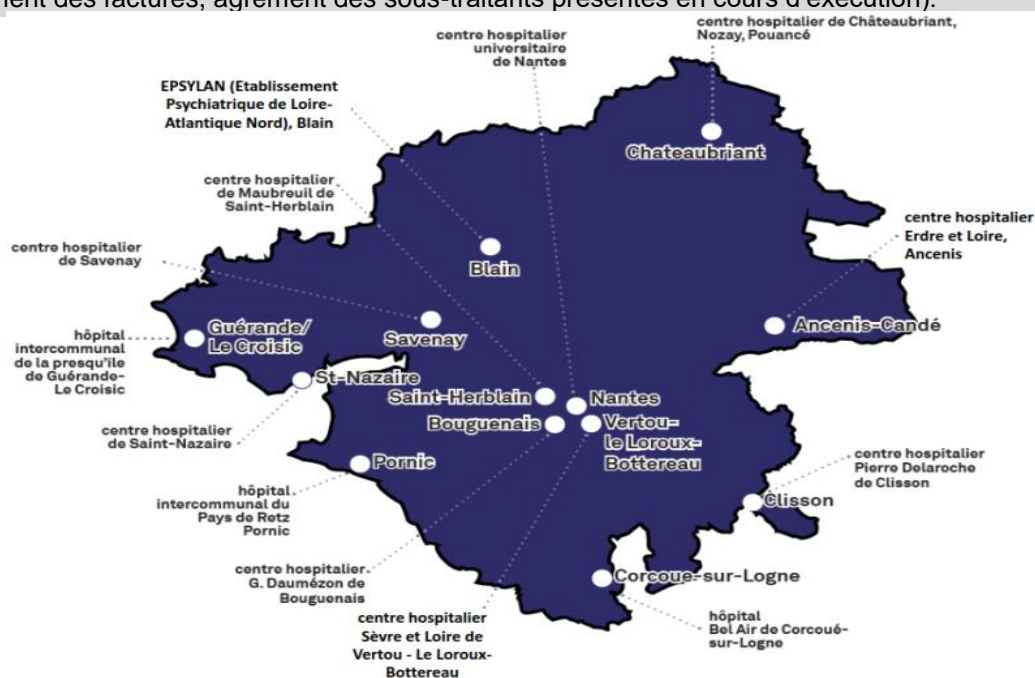 ment des factures, agrément des sous-traitants présentés en cours d'exécution).
centre hospitalier de Châteaubriant,
Nozay, Pouancé
centre hospitalier
universitaire
de Nantes
EPSYLAN (Etablissement
Psychiatrique de Loire-
Atlantique Nord), Blain
Chateaubriant
centre hospitalier
de Maubreuil de
Saint-Herblain
centre hospitalier
Erdre et Loire,
Ancenis
centre hospitalier
de Savenay
Blain
Guérande/
Le Croisic
Savenay
Ancenis-Candé
hôpital
intercommunal
de la presqu'île
de Guérande-
Le Croisic
St-Nazaire
Saint-Herblain
Nantes
Bouguenais
Vertou-
le Loroux-
Bottereau
centre hospitalier
de Saint-Nazaire
Pornic
centre hospitalier
Pierre Delaroche
de Clisson
hôpital
intercommunal du
Pays de Retz
Pornic
Clisson
centre hospitalier
G. Daumézon de
Bouguenais
Corcoue-sur-Logne
centre hospitalier
Sèvre et Loire de
Vertou - Le Loroux-
Bottereau
hôpital
Bel Air de Corcoué-
sur-Logne